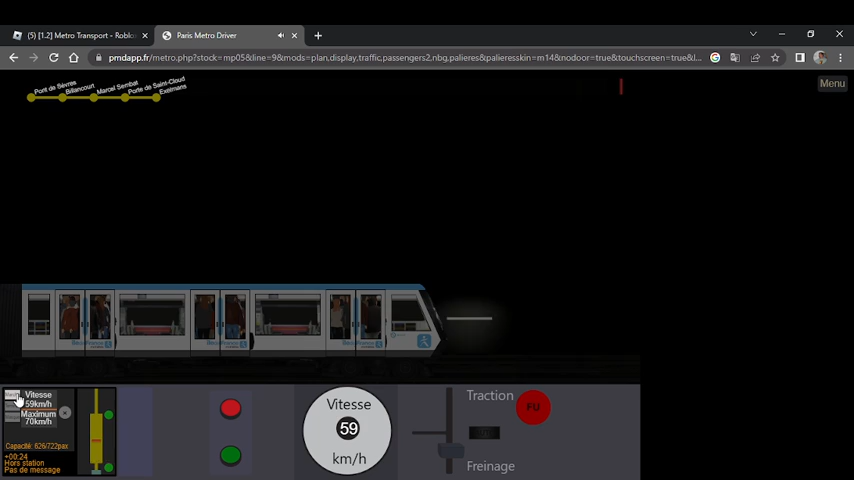 (5) [1.2] Metro Transport - Roblo
Paris Metro Driver
pmdapp.fr/metro.php?stock=mp05&line=9&mods=plan,display,traffic,passengers2,nbg,palieres&palieresskin=m14&nodoor=true&touchscreen=true&l...
Menu
Pont de Sèvres
Billancourt
Marcel Sembat
Porte de Saint-Cloud
Exelmans
Vitesse
59km/h
Maximum
70km/h
Capacité: 626/722pax
+00:24
Hors station
Pas de message
Vitesse
59
km/h
Traction
FU
Freinage